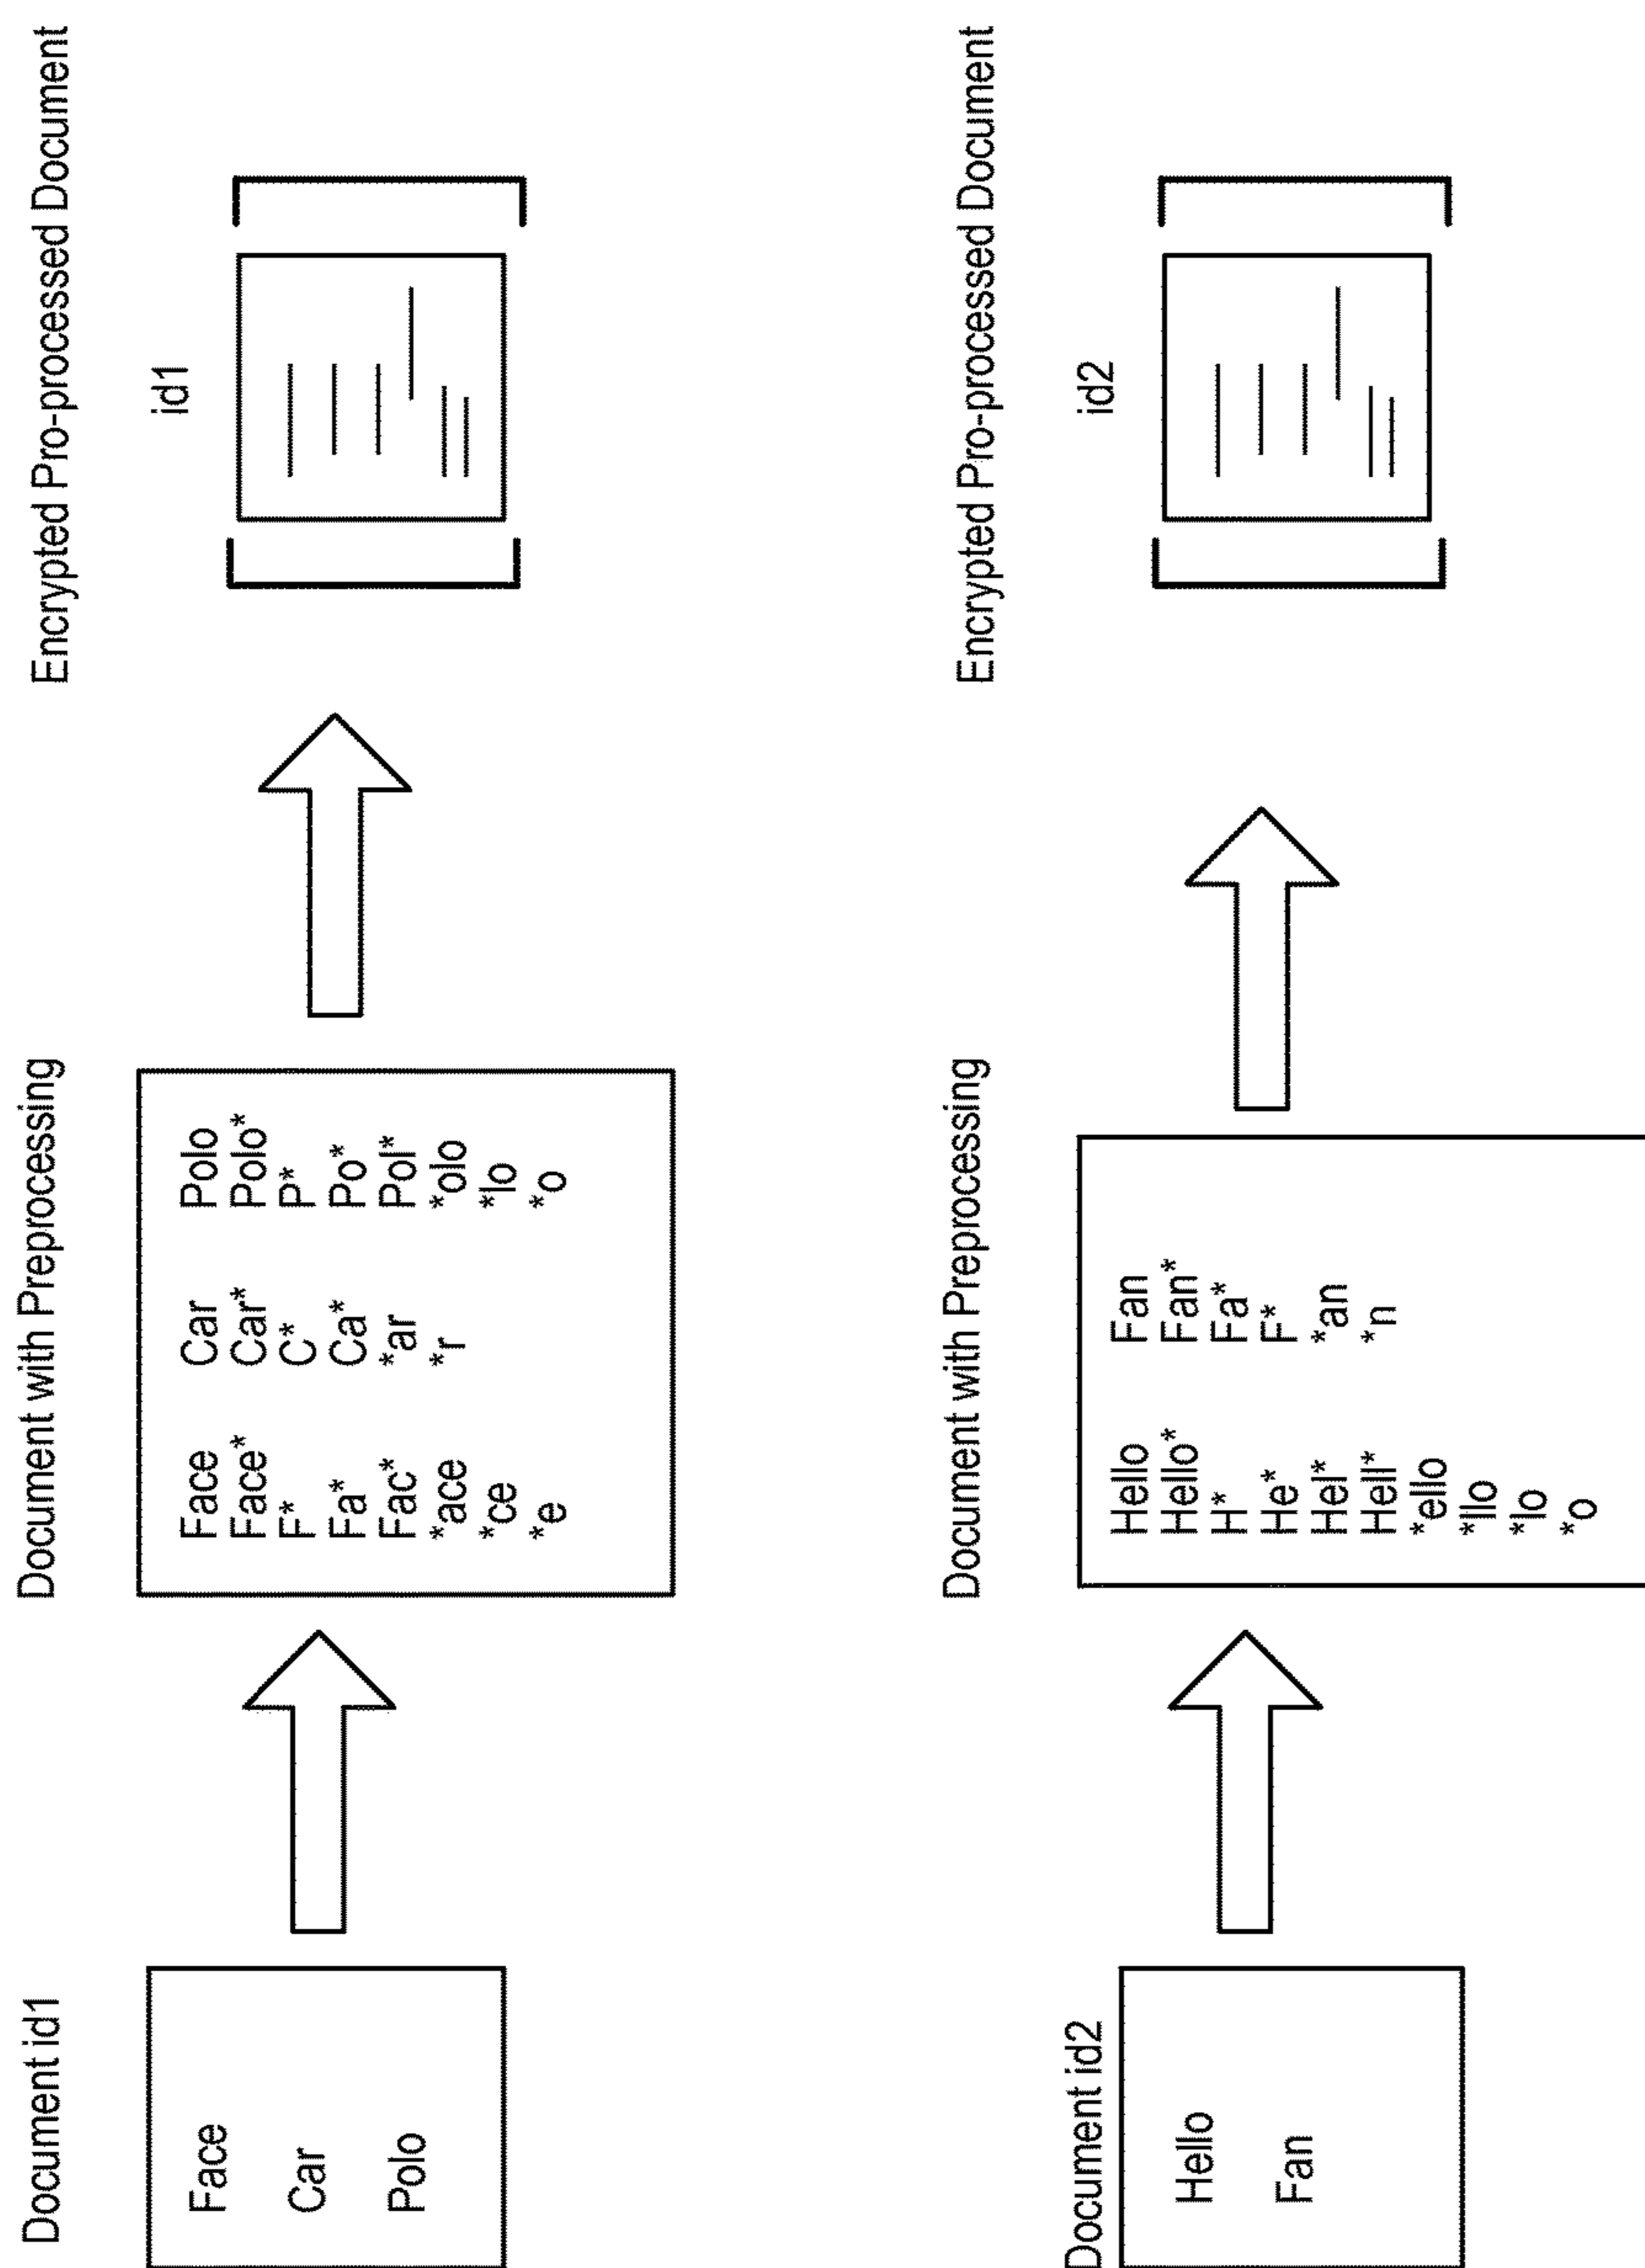 Document id1
Face
Car
Polo
Document with Preprocessing
Face Car Polo
Face* Car* Polo*
F* C* P*
Fa* Ca* Po*
Fac* *ar Pol*
*ace *r *olo
*ce *lo
*e *o
Encrypted Pro-processed Document
id1
Document id2
Hello
Fan
Document with Preprocessing
Hello Fan
Hello* Fan*
H* Fa*
He* F*
Hel* *an
Hell* *n
*ello
*llo
*lo
*o
Encrypted Pro-processed Document
id2